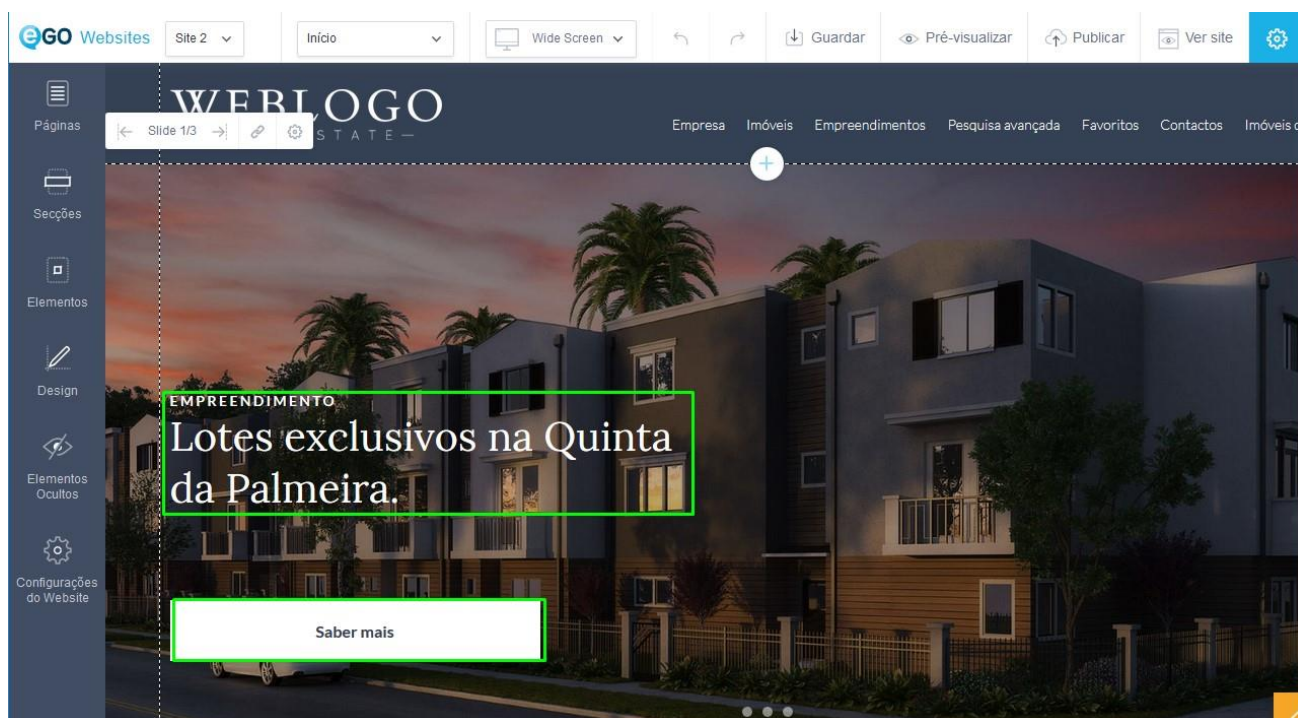 eGO Websites
Site 2
Início
Wide Screen
Guardar
Pré-visualizar
Publicar
Ver site
Páginas
Secções
Elementos
Design
Elementos
Ocultos
Configurações
do Website
WEBLOGO
STATE—
Slide 1/3
Empresa
Imóveis
Empreendimentos
Pesquisa avançada
Favoritos
Contactos
Imóveis
EMPREENDIMENTO
Lotes exclusivos na Quinta
da Palmeira.
Saber mais